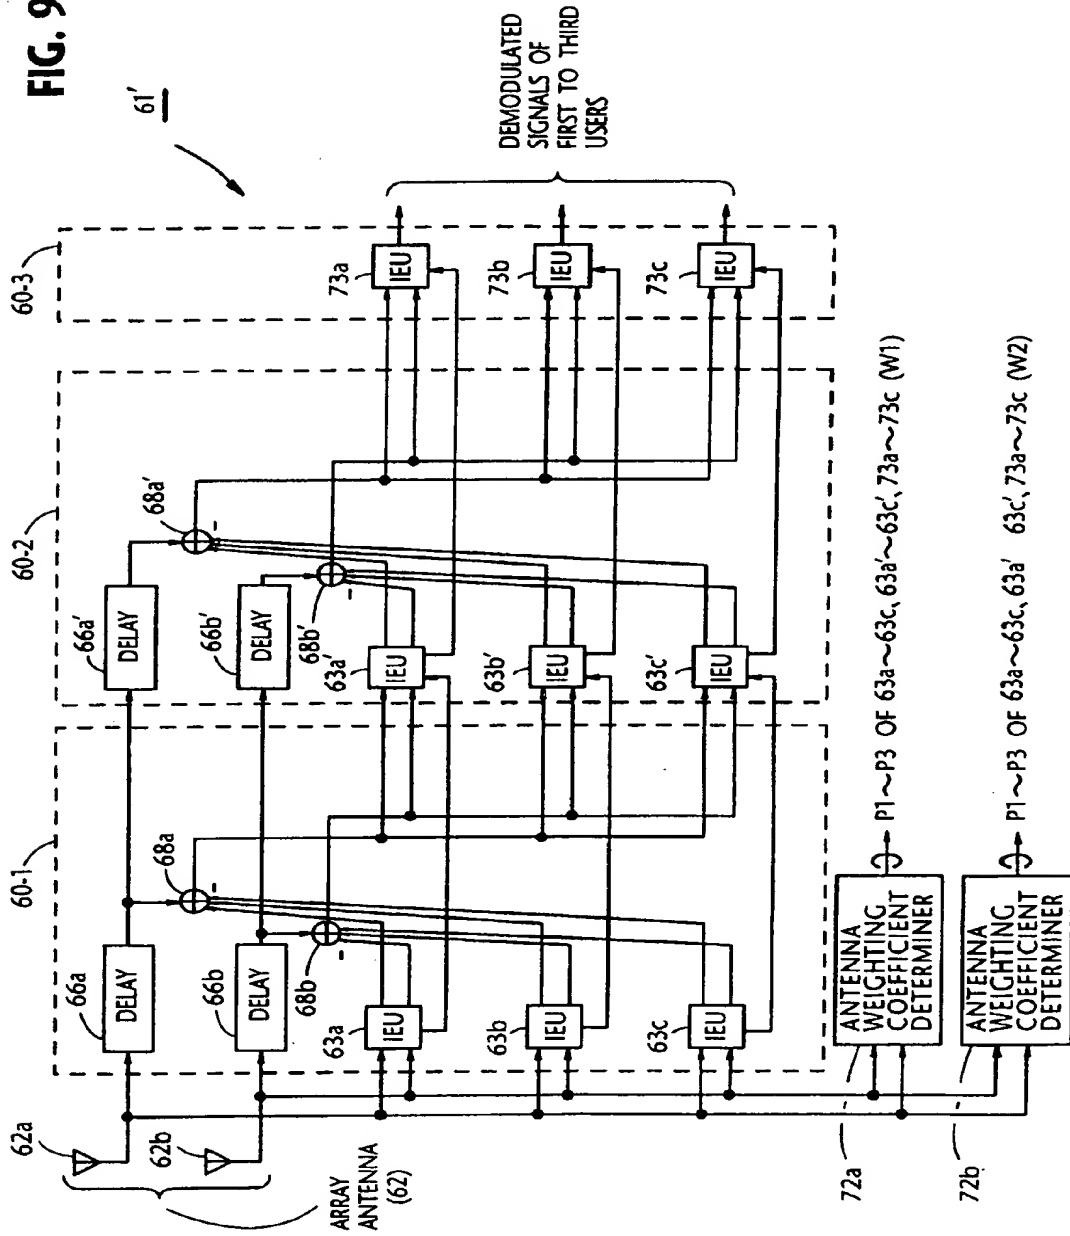 FIG. 9
61'
60-1
60-2
60-3
62a
62b
ARRAY
ANTENNA
(62)
66a
DELAY
66b
DELAY
68a
-
68b
-
63a
IEU
63b
IEU
63c
IEU
66a'
DELAY
66b'
DELAY
68a'
-
68b'
-
63a'
IEU
63b'
IEU
63c'
IEU
73a
IEU
73b
IEU
73c
IEU
DEMODULATED
SIGNALS OF
FIRST TO THIRD
USERS
72a
ANTENNA
WEIGHTING
COEFFICIENT
DETERMINER
P1~P3 OF 63a~63c, 63a'~63c', 73a~73c (W1)
72b
ANTENNA
WEIGHTING
COEFFICIENT
DETERMINER
P1~P3 OF 63a~63c, 63a' 63c', 73a~73c (W2)